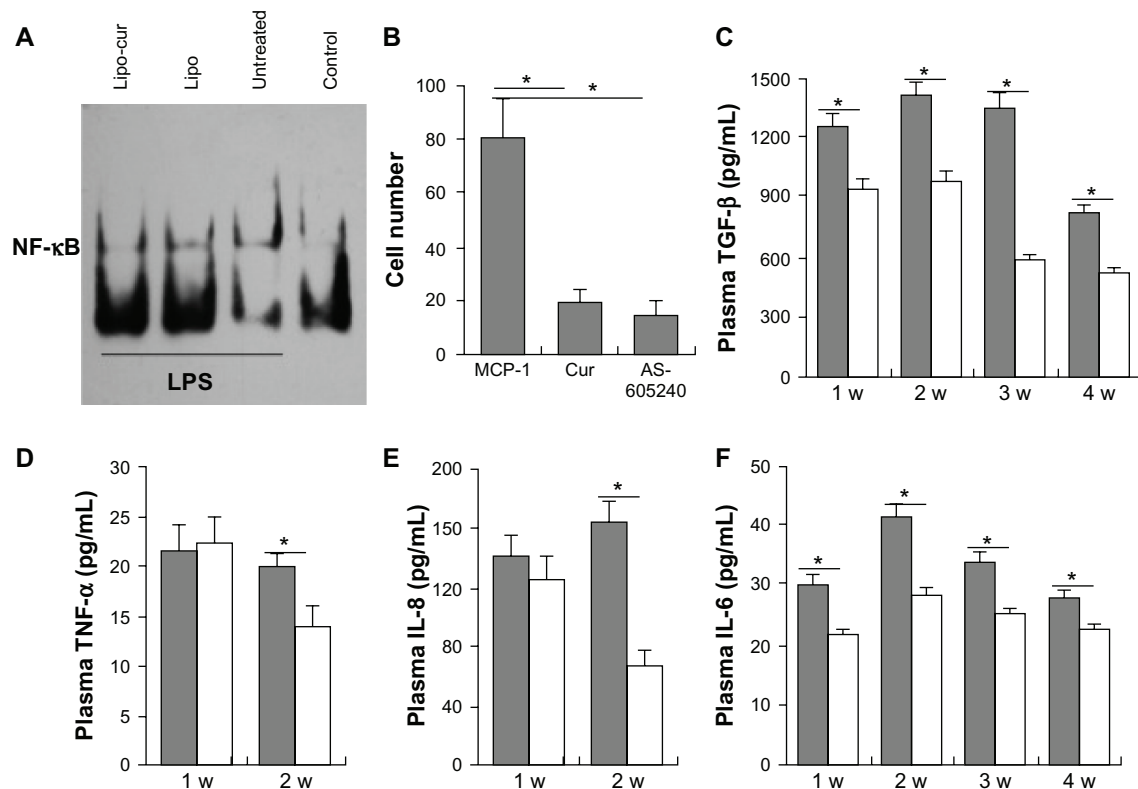 A
Lipo-cur
Lipo
Untreated
Control
NF-κB
LPS
B
Cell number
100
80
60
40
20
0
*
*
MCP-1
Cur
AS-
605240
C
Plasma TGF-β (pg/mL)
1500
1200
900
600
300
0
*
*
*
*
1 w
2 w
3 w
4 w
D
Plasma TNF-α (pg/mL)
30
25
20
15
10
5
0
*
1 w
2 w
E
Plasma IL-8 (pg/mL)
200
150
120
80
40
0
*
1 w
2 w
F
Plasma IL-6 (pg/mL)
50
40
30
20
10
0
*
*
*
*
1 w
2 w
3 w
4 w